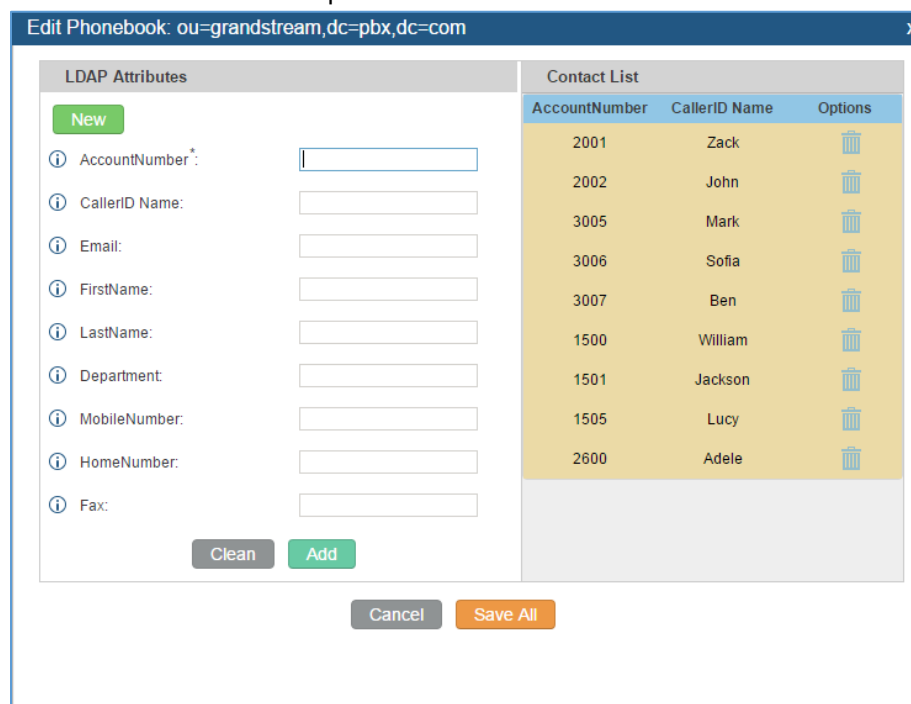 Edit Phonebook: ou=grandstream,dc=pbx,dc=com
LDAP Attributes
New
AccountNumber*:
CallerID Name:
Email:
FirstName:
LastName:
Department:
MobileNumber:
HomeNumber:
Fax:
Clean Add
Contact List
AccountNumber CallerID Name Options
2001 Zack
2002 John
3005 Mark
3006 Sofia
3007 Ben
1500 William
1501 Jackson
1505 Lucy
2600 Adele
Cancel Save All